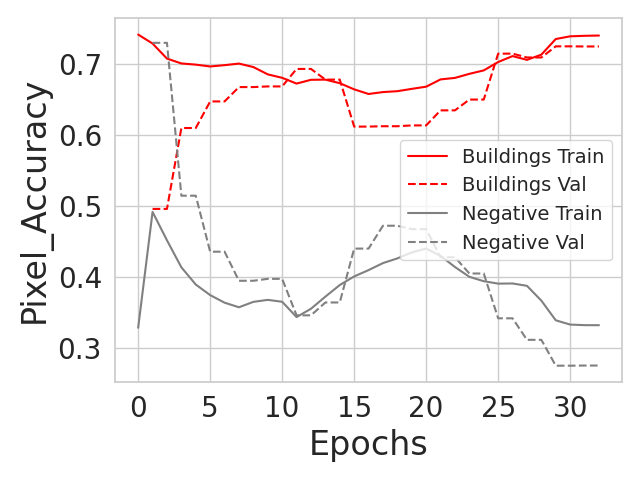 Pixel_Accuracy
0.7
0.6
0.5
0.4
0.3
Buildings Train
Buildings Val
Negative Train
Negative Val
0 5 10 15 20 25 30
Epochs